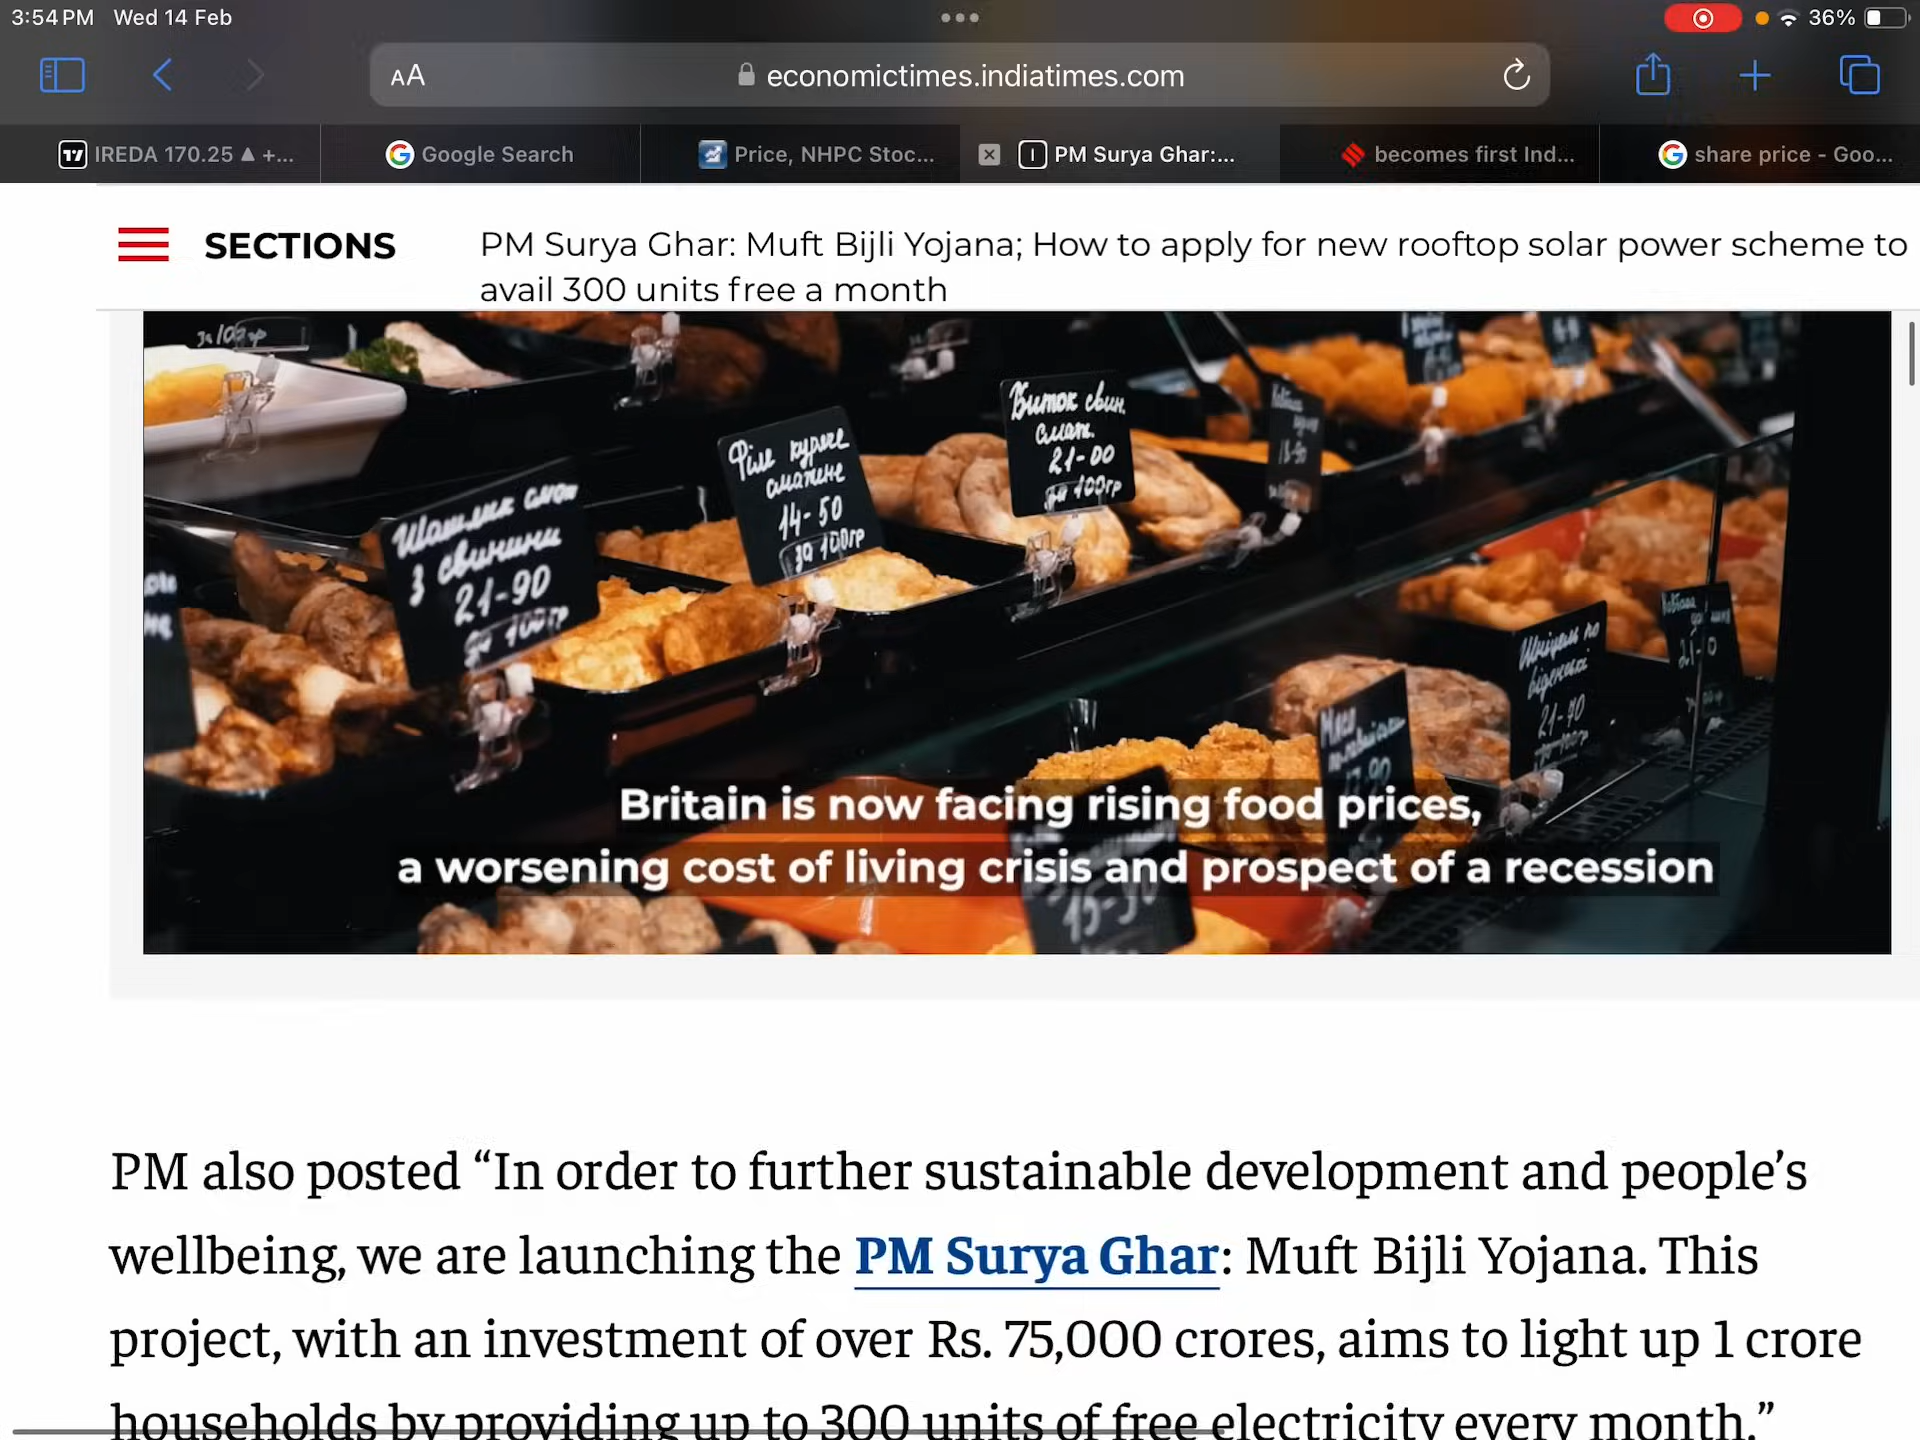 3:54 PM Wed 14 Feb
36%
AA
economictimes.indiatimes.com
IREDA 170.25 ▲ +...
Google Search
Price, NHPC Stoc...
PM Surya Ghar:...
becomes first Ind...
share price - Goo...
SECTIONS
PM Surya Ghar: Muft Bijli Yojana; How to apply for new rooftop solar power scheme to
avail 300 units free a month
Філе куряче
14-50
за 100гр
Биток свин.
21-00
за 100гр
Шашлик
з свинини
21-90
за 100гр
Britain is now facing rising food prices,
a worsening cost of living crisis and prospect of a recession
PM also posted “In order to further sustainable development and people’s
wellbeing, we are launching the PM Surya Ghar: Muft Bijli Yojana. This
project, with an investment of over Rs. 75,000 crores, aims to light up 1 crore
households by providing up to 300 units of free electricity every month.”